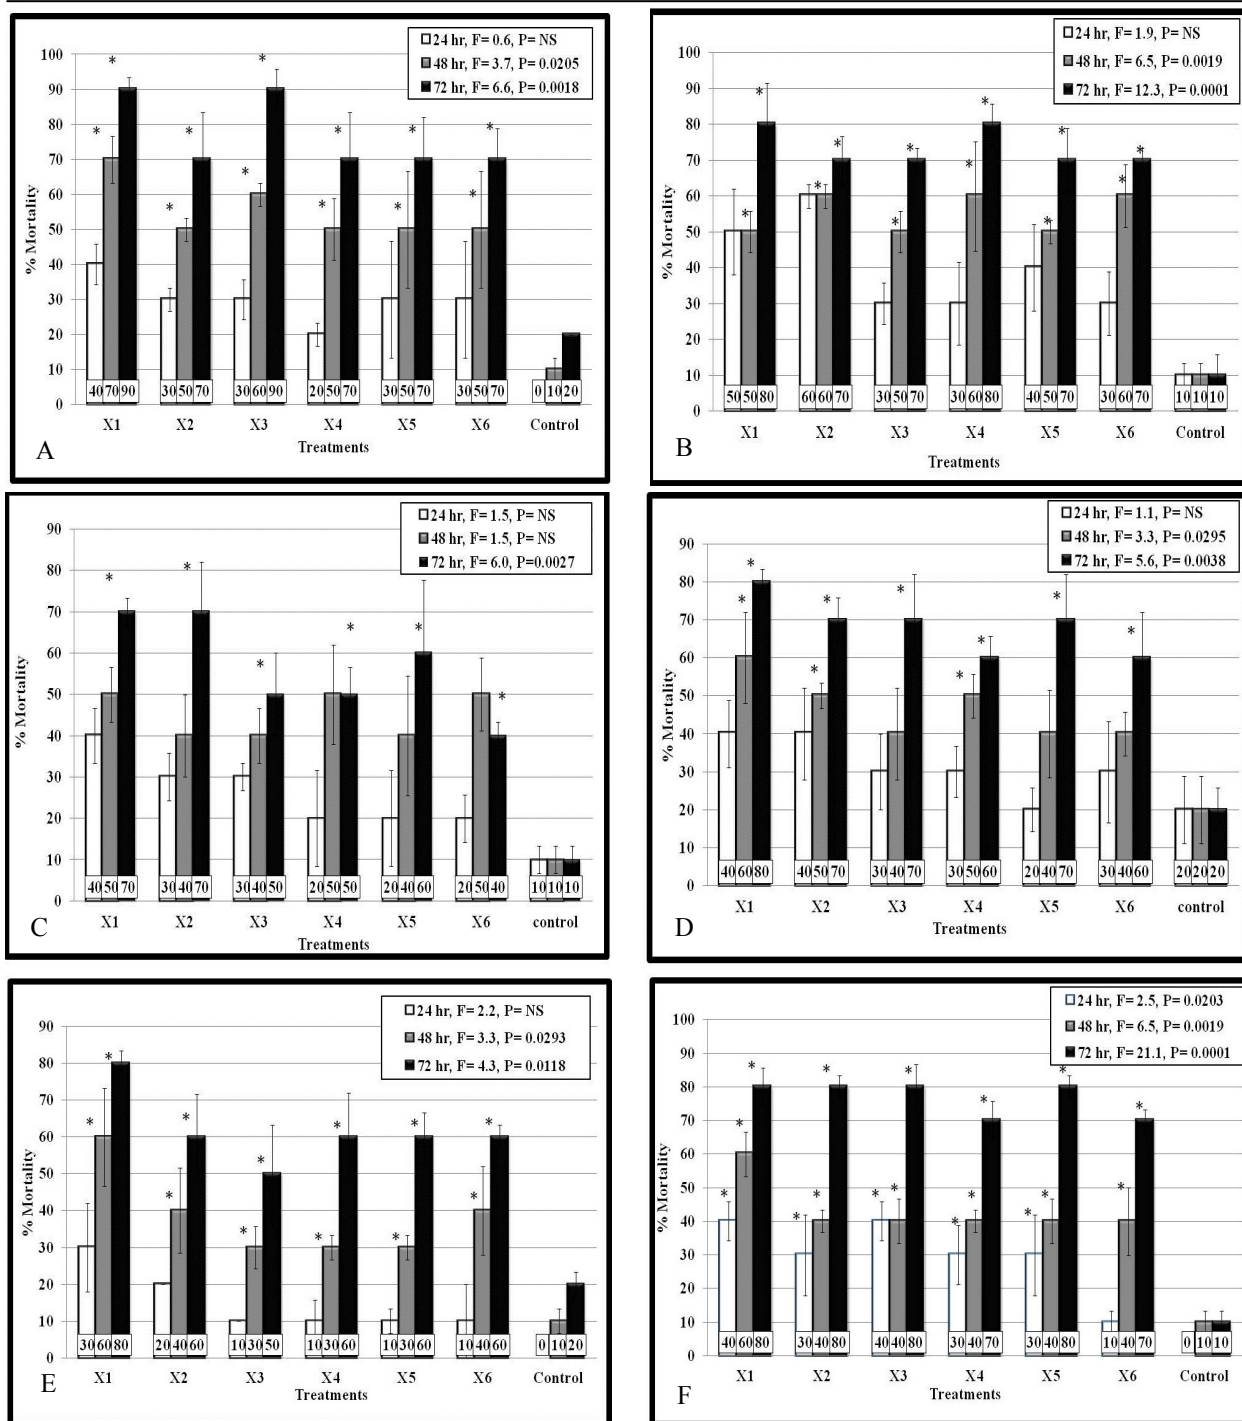 24 hr, F= 0.6, P= NS
48 hr, F= 3.7, P= 0.0205
72 hr, F= 6.6, P= 0.0018
% Mortality
100
90
80
70
60
50
40
30
20
10
0
* * * * * * * * * * * *
40 70 90 30 50 70 30 60 90 20 50 70 30 50 70 30 50 70 0 10 20
X1 X2 X3 X4 X5 X6 Control
Treatments
A
24 hr, F= 1.9, P= NS
48 hr, F= 6.5, P= 0.0019
72 hr, F= 12.3, P= 0.0001
% Mortality
100
90
80
70
60
50
40
30
20
10
0
* * * * * * * * * * * *
50 50 80 60 60 70 30 50 70 30 60 80 40 50 70 30 60 70 10 10 10
X1 X2 X3 X4 X5 X6 Control
Treatments
B
24 hr, F= 1.5, P= NS
48 hr, F= 1.5, P= NS
72 hr, F= 6.0, P=0.0027
% Mortality
90
80
70
60
50
40
30
20
10
0
* * * * * *
40 50 70 30 40 70 30 40 50 20 50 50 20 40 60 20 50 40 10 10 10
X1 X2 X3 X4 X5 X6 control
Treatments
C
24 hr, F= 1.1, P= NS
48 hr, F= 3.3, P= 0.0295
72 hr, F= 5.6, P= 0.0038
% Mortality
90
80
70
60
50
40
30
20
10
0
* * * * * * * * *
40 60 80 40 50 70 30 40 70 30 50 60 20 40 70 30 40 60 20 20 20
X1 X2 X3 X4 X5 X6 control
Treatments
D
24 hr, F= 2.2, P= NS
48 hr, F= 3.3, P= 0.0293
72 hr, F= 4.3, P= 0.0118
% Mortality
90
80
70
60
50
40
30
20
10
0
* * * * * * * * * * * *
30 60 80 20 40 60 10 30 50 10 30 60 10 30 60 10 40 60 0 10 20
X1 X2 X3 X4 X5 X6 Control
Treatments
E
24 hr, F= 2.5, P= 0.0203
48 hr, F= 6.5, P= 0.0019
72 hr, F= 21.1, P= 0.0001
% Mortality
100
90
80
70
60
50
40
30
20
10
0
* * * * * * * * * * * * * * * * *
40 60 80 30 40 80 40 40 80 30 40 70 30 40 80 10 40 70 0 10 10
X1 X2 X3 X4 X5 X6 Control
Treatments
F